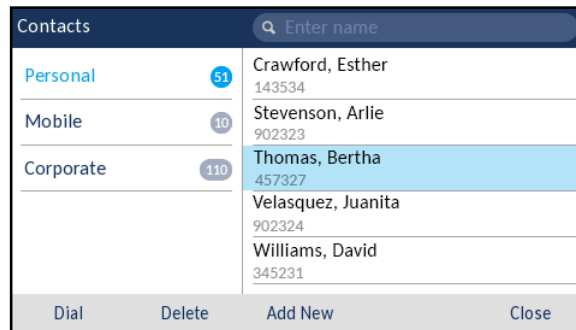 Contacts
Enter name
Personal 51
Mobile 10
Corporate 110
Crawford, Esther
143534
Stevenson, Arlie
902323
Thomas, Bertha
457327
Velasquez, Juanita
902324
Williams, David
345231
Dial Delete Add New Close